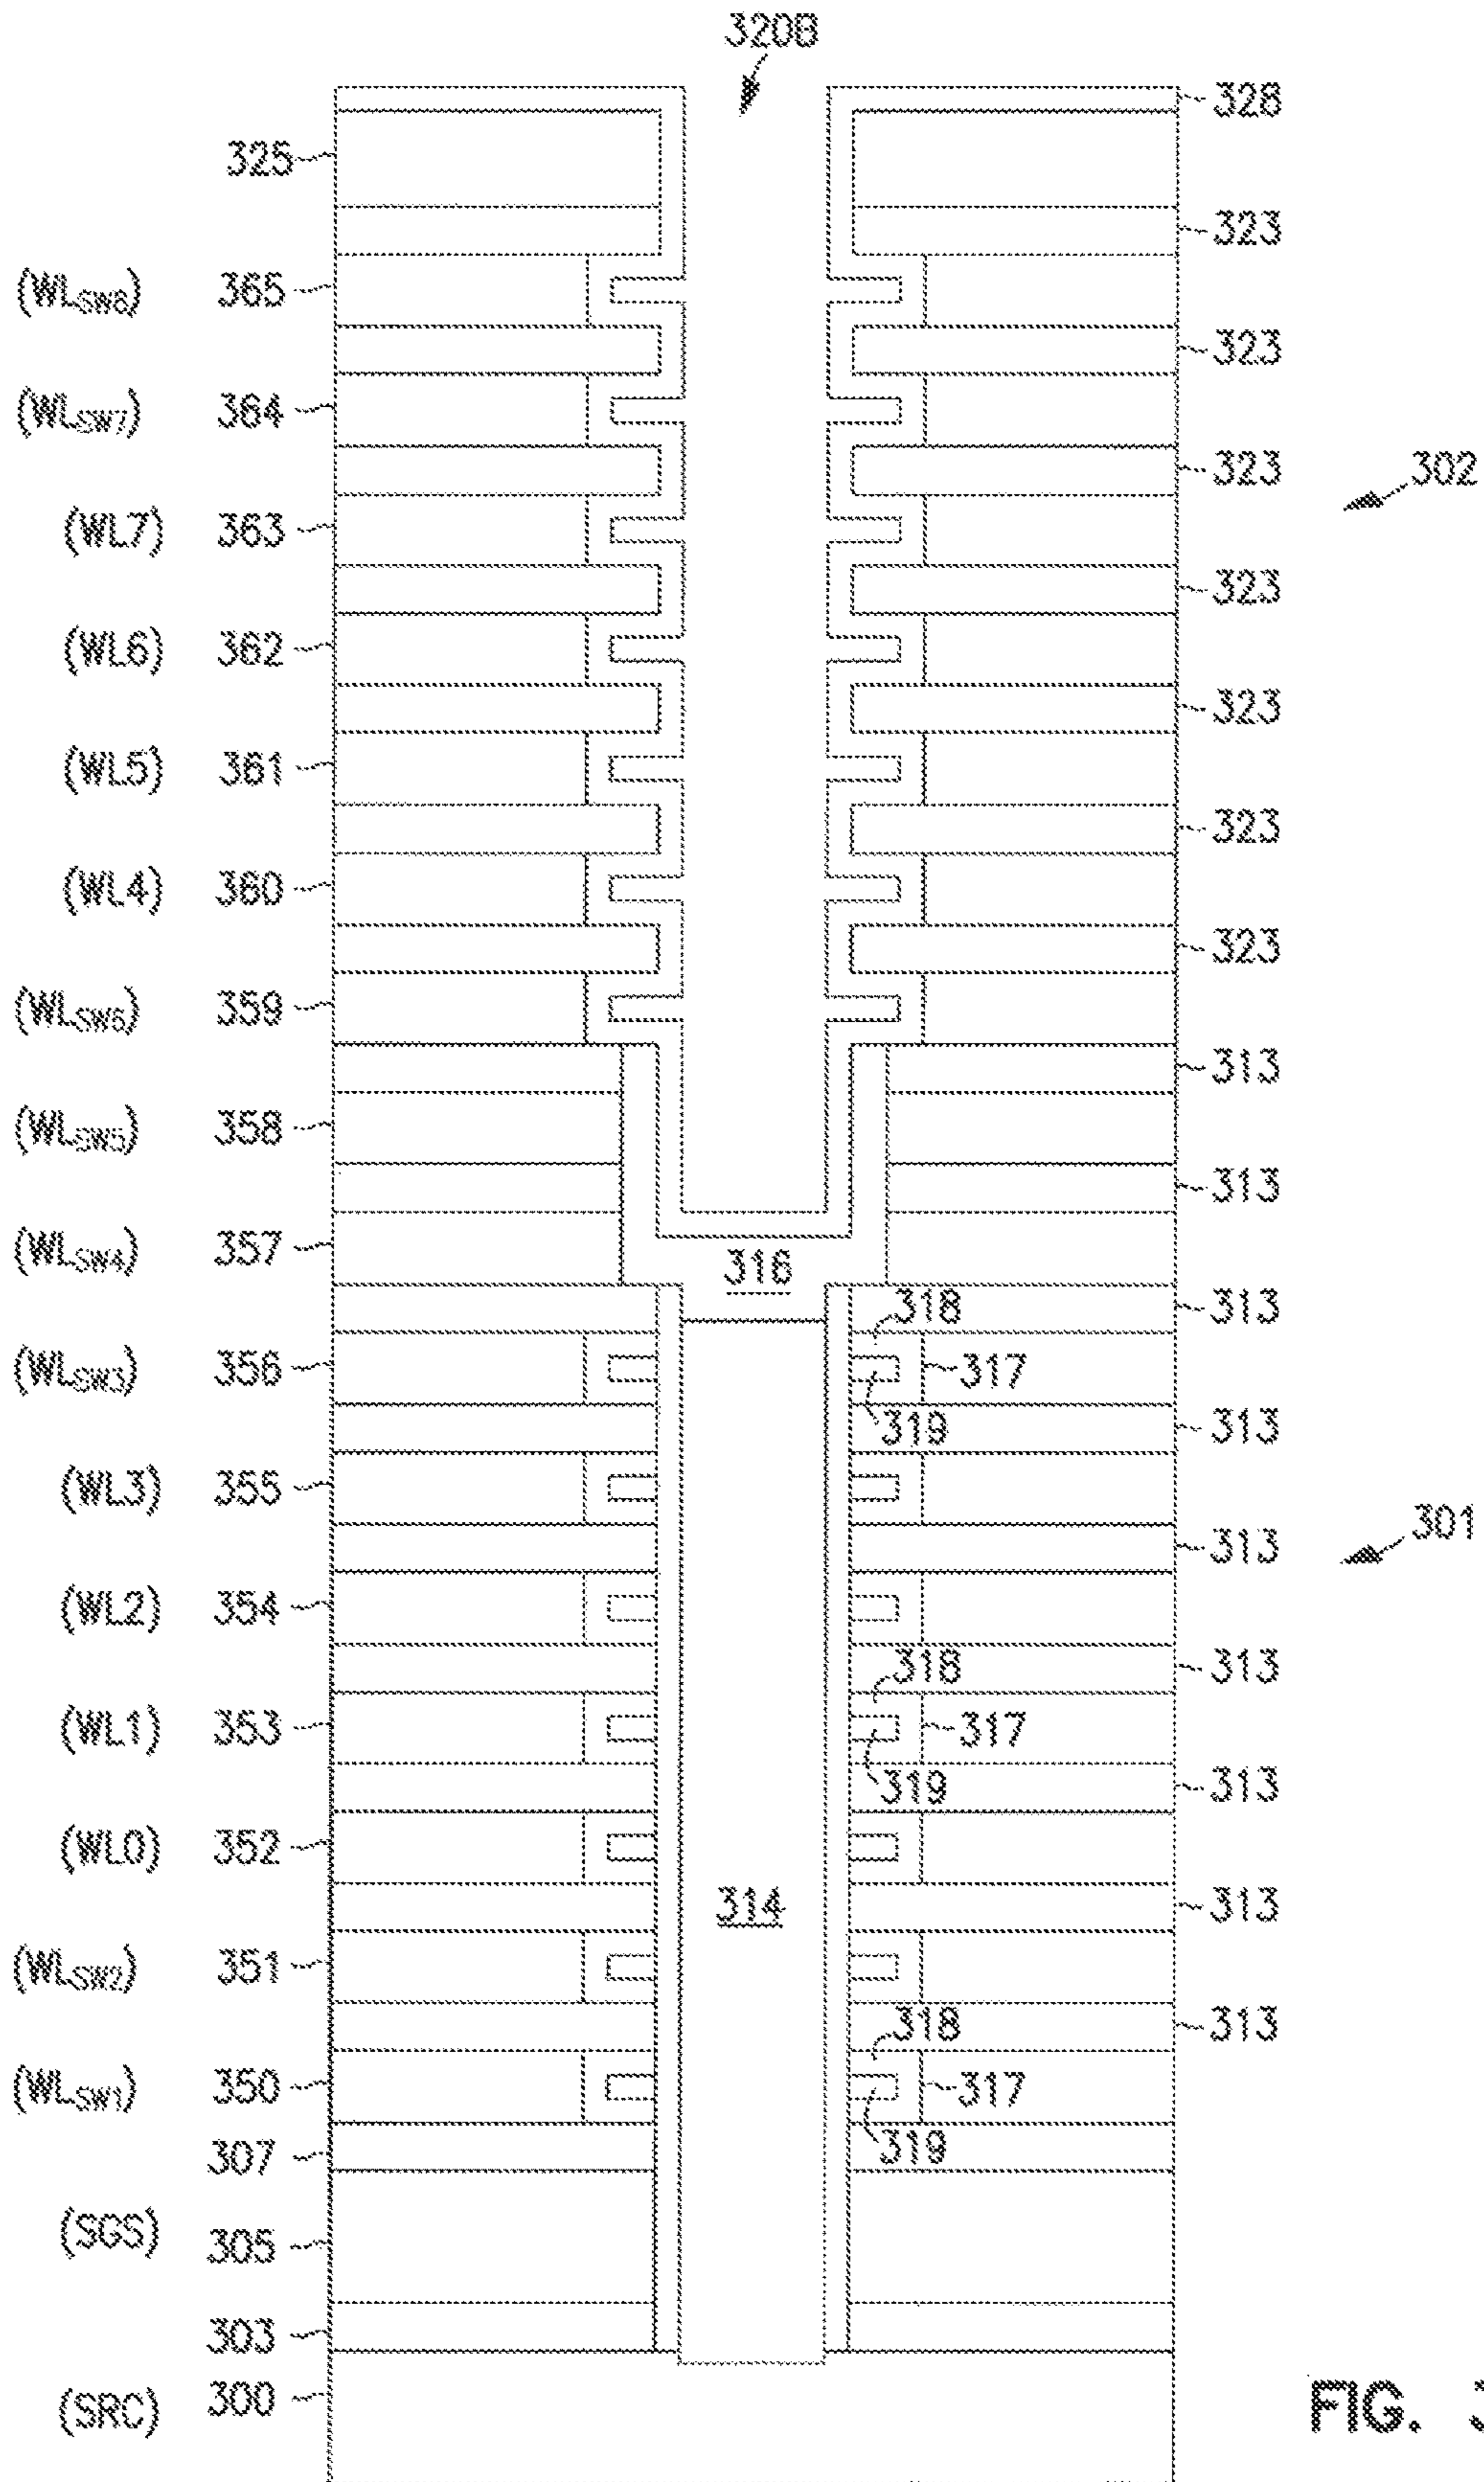 320B
328
325
323
(WLSW8) 365
323
(WLSW7) 364
323
302
(WL7) 363
323
(WL6) 362
323
(WL5) 361
323
(WL4) 360
323
(WLSW6) 359
313
(WLSW5) 358
313
(WLSW4) 357
316
318 313
(WLSW3) 356 317
319 313
(WL3) 355
301
313
(WL2) 354
318 313
(WL1) 353 317
319 313
(WL0) 352
314 313
(WLSW2) 351
318 313
(WLSW1) 350 317
307 319
(SGS) 305
303
(SRC) 300
FIG.